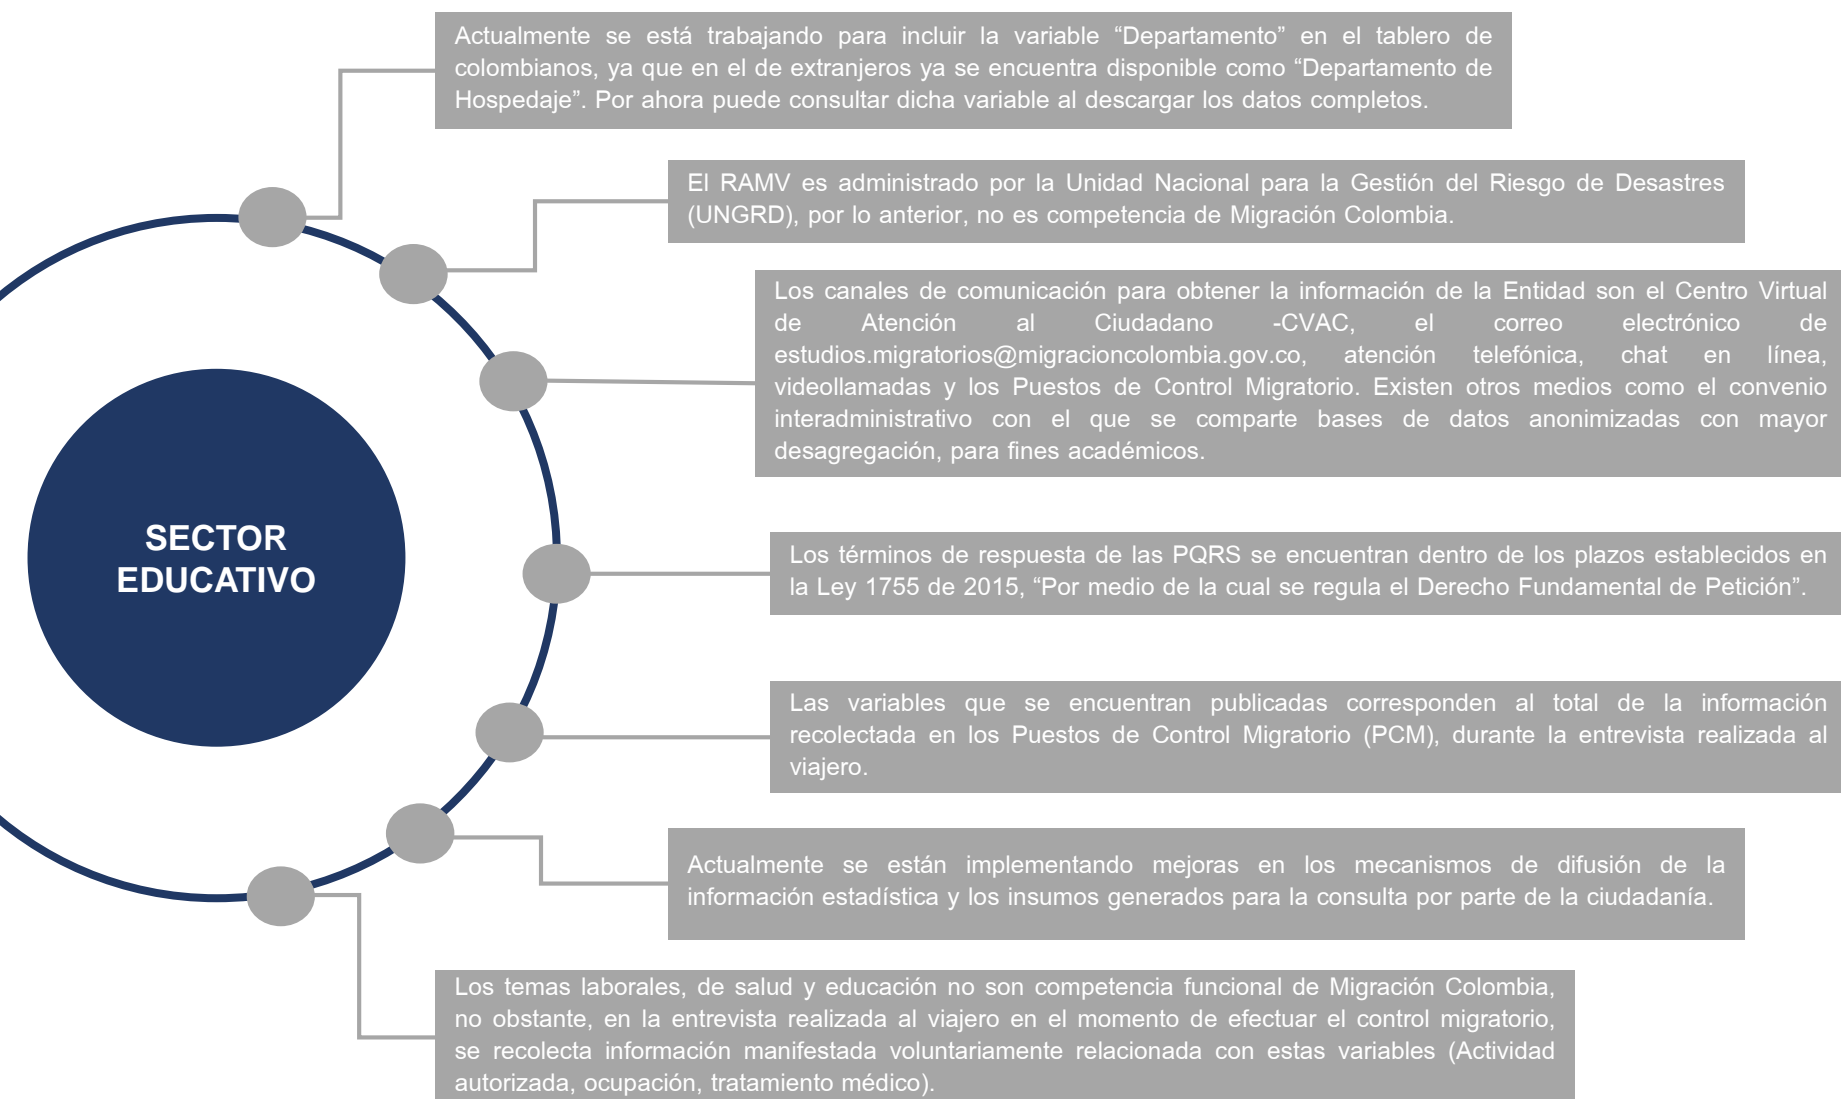 Actualmente se está trabajando para incluir la variable “Departamento” en el tablero de
colombianos, ya que en el de extranjeros ya se encuentra disponible como “Departamento de
Hospedaje”. Por ahora puede consultar dicha variable al descargar los datos completos.
El RAMV es administrado por la Unidad Nacional para la Gestión del Riesgo de Desastres
(UNGRD), por lo anterior, no es competencia de Migración Colombia.
Los canales de comunicación para obtener la información de la Entidad son el Centro Virtual
de Atención al Ciudadano -CVAC, el correo electrónico de
estudios.migratorios@migracioncolombia.gov.co, atención telefónica, chat en línea,
videollamadas y los Puestos de Control Migratorio. Existen otros medios como el convenio
interadministrativo con el que se comparte bases de datos anonimizadas con mayor
desagregación, para fines académicos.
SECTOR
EDUCATIVO
Los términos de respuesta de las PQRS se encuentran dentro de los plazos establecidos en
la Ley 1755 de 2015, “Por medio de la cual se regula el Derecho Fundamental de Petición”.
Las variables que se encuentran publicadas corresponden al total de la información
recolectada en los Puestos de Control Migratorio (PCM), durante la entrevista realizada al
viajero.
Actualmente se están implementando mejoras en los mecanismos de difusión de la
información estadística y los insumos generados para la consulta por parte de la ciudadanía.
Los temas laborales, de salud y educación no son competencia funcional de Migración Colombia,
no obstante, en la entrevista realizada al viajero en el momento de efectuar el control migratorio,
se recolecta información manifestada voluntariamente relacionada con estas variables (Actividad
autorizada, ocupación, tratamiento médico).